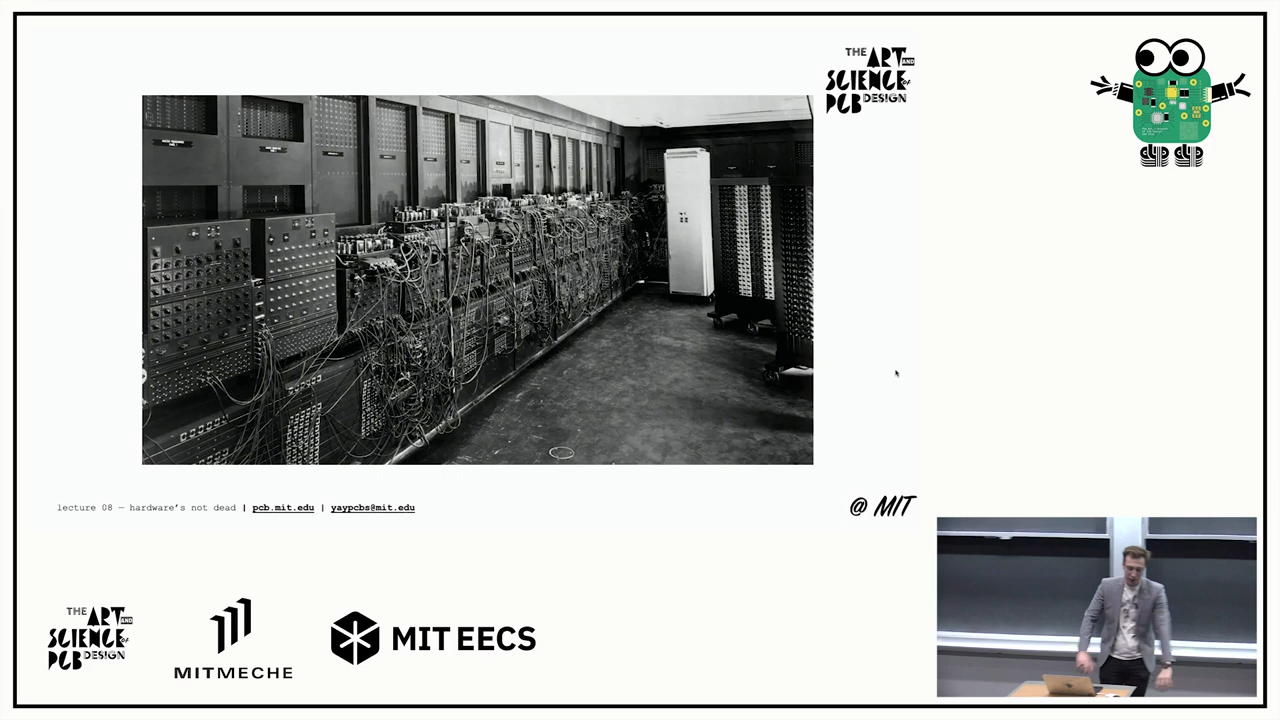 THE ART AND
SCIENCE OF
PCB DESIGN
lecture 08 — hardware's not dead | pcb.mit.edu | yaypcbs@mit.edu
@ MIT
THE ART AND
SCIENCE OF
PCB DESIGN
MITMECHE
MIT EECS